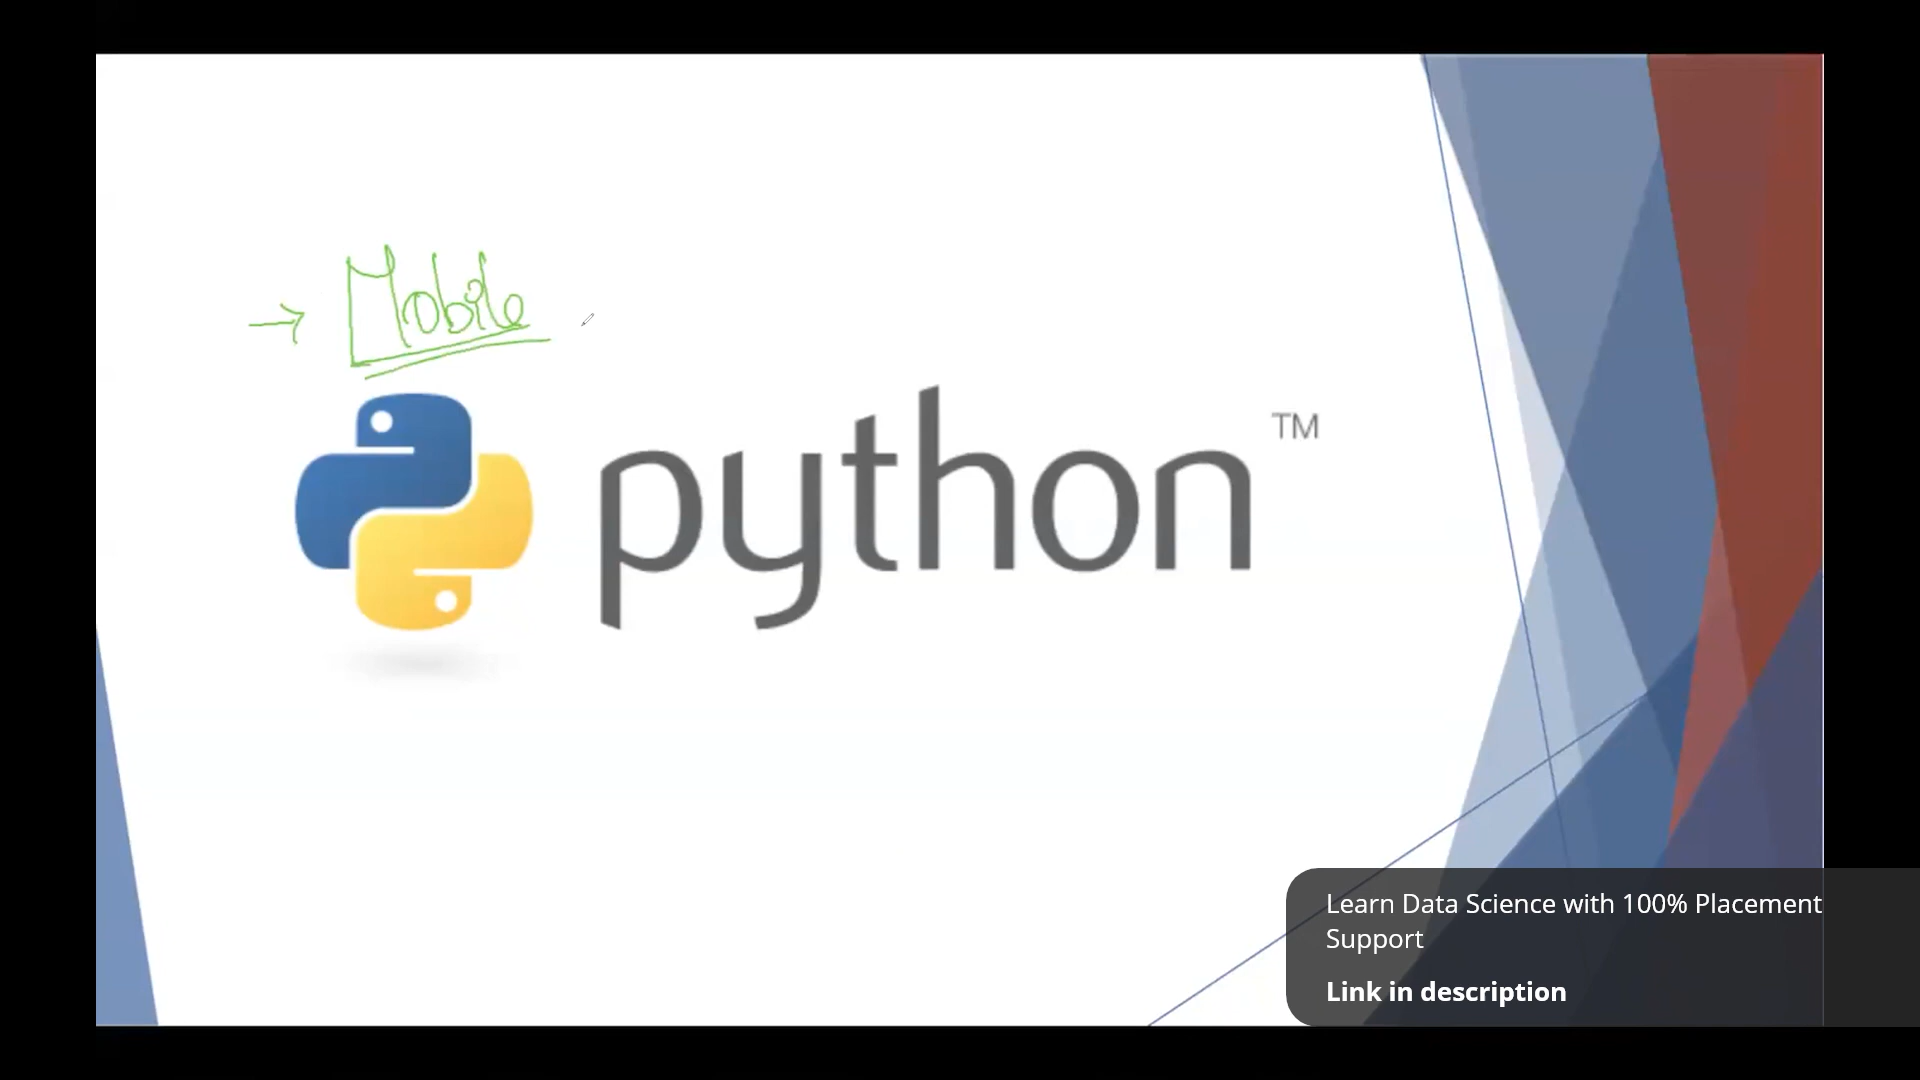 → Mobile
python TM
Learn Data Science with 100% Placement
Support
Link in description